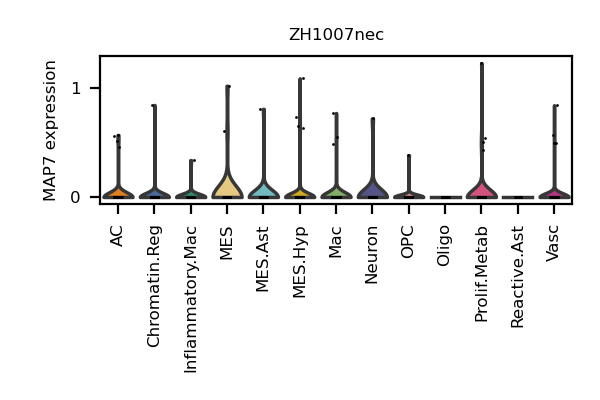 ZH1007nec
MAP7 expression
1
0
AC
Chromatin.Reg
Inflammatory.Mac
MES
MES.Ast
MES.Hyp
Mac
Neuron
OPC
Oligo
Prolif.Metab
Reactive.Ast
Vasc